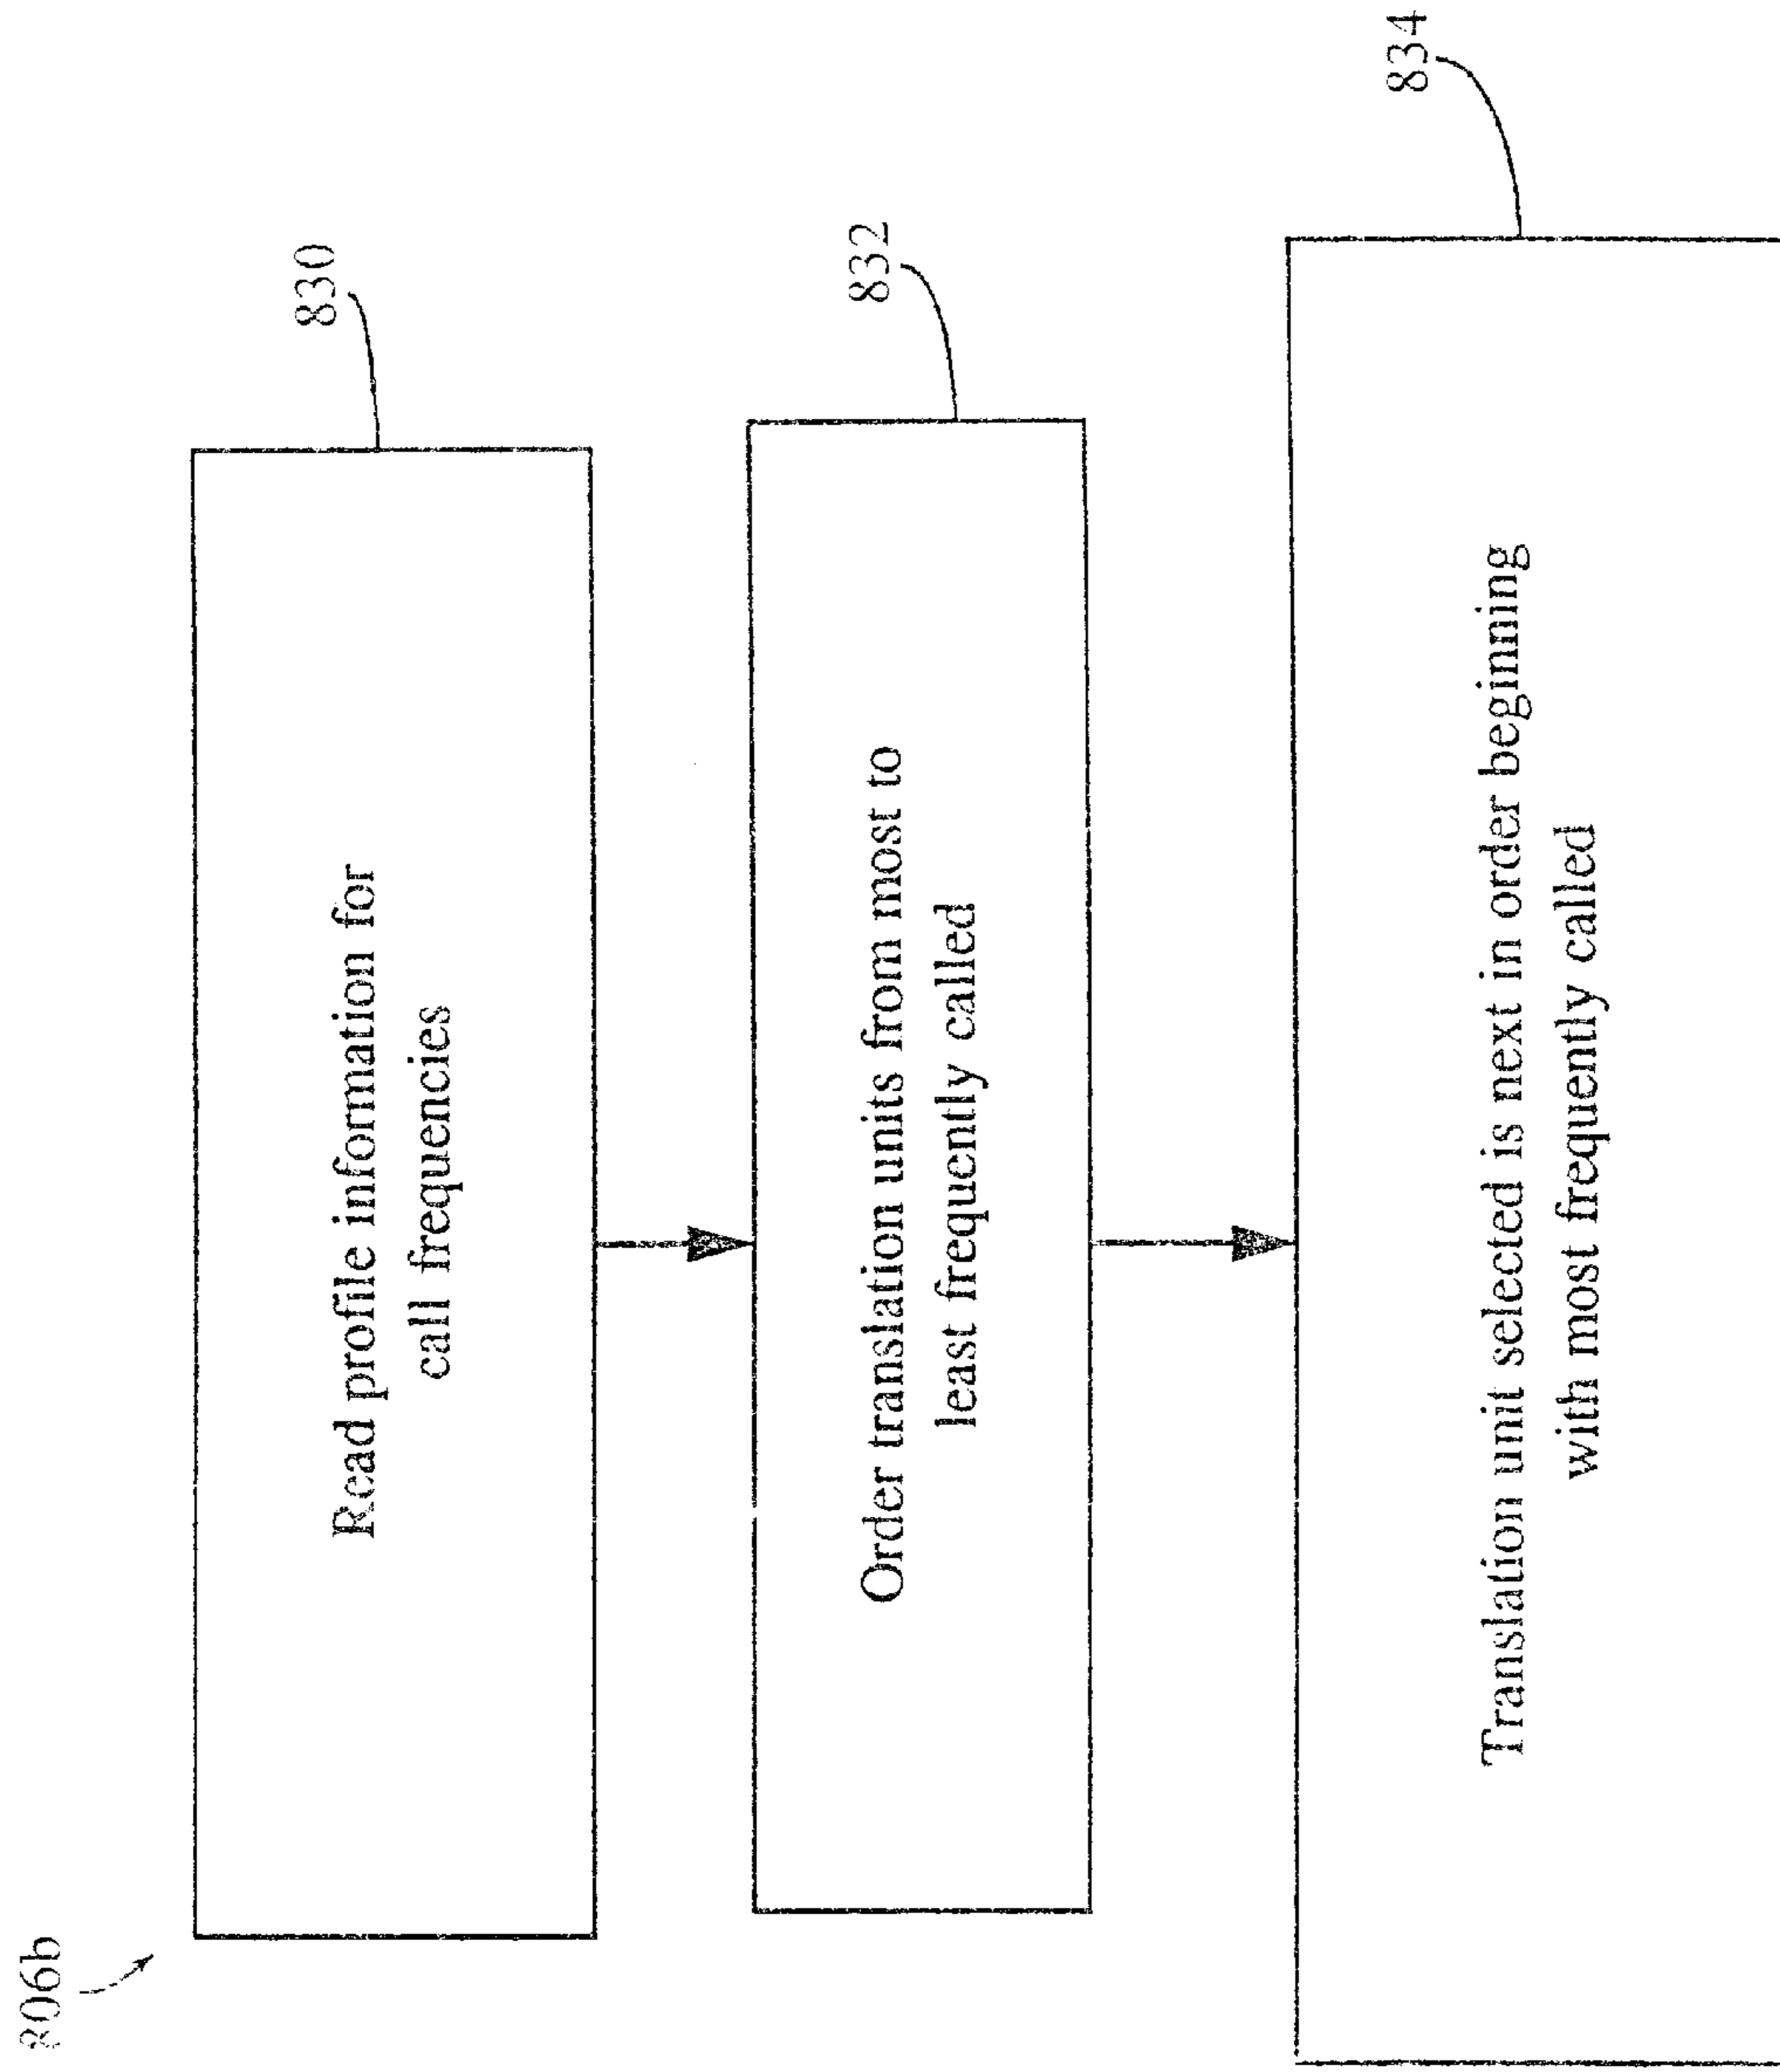 806b
830
Read profile information for
call frequencies
832
Order translation units from most to
least frequently called
834
Translation unit selected is next in order beginning
with most frequently called